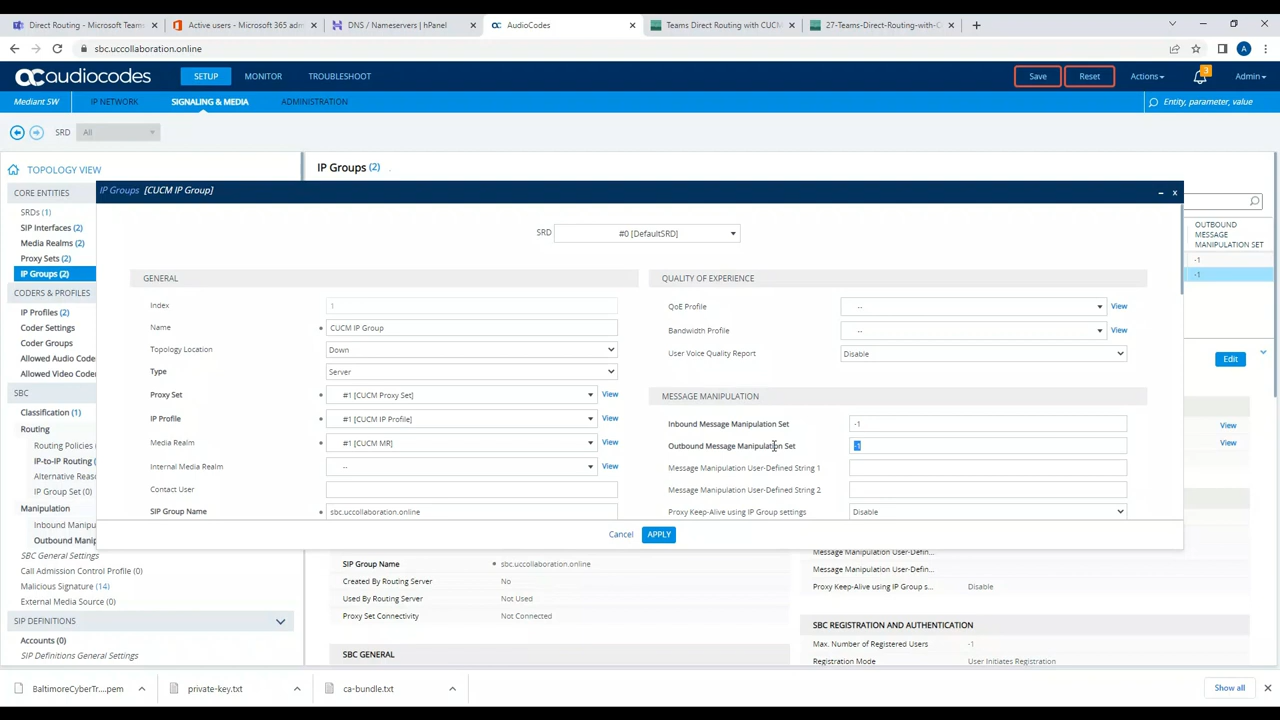 Direct Routing - Microsoft Team
Active users - Microsoft 365 adm
DNS / Nameservers | hPanel
AudioCodes
Teams Direct Routing with CUCM
27-Teams-Direct-Routing-with-C
sbc.uccollaboration.online
A
audiocodes
SETUP
MONITOR
TROUBLESHOOT
Save
Reset
Actions
3
Admin
Mediant SW
IP NETWORK
SIGNALING & MEDIA
ADMINISTRATION
Entity, parameter, value
SRD
All
TOPOLOGY VIEW
CORE ENTITIES
SRDs (1)
SIP Interfaces (2)
Media Realms (2)
Proxy Sets (2)
IP Groups (2)
CODERS & PROFILES
IP Profiles (2)
Coder Settings
Coder Groups
Allowed Audio Code
Allowed Video Code
SBC
Classification (1)
Routing
Routing Policies
IP-to-IP Routing (
Alternative Reaso
IP Group Set (0)
Manipulation
Inbound Manipu
Outbound Manip
SBC General Settings
Call Admission Control Profile (0)
Malicious Signature (14)
External Media Source (0)
SIP DEFINITIONS
Accounts (0)
SIP Definitions General Settings
IP Groups (2)
OUTBOUND
MESSAGE
MANIPULATION
SET
-1
-1
Edit
View
View
IP Groups [CUCM IP Group]
SRD
#0 [DefaultSRD]
GENERAL
Index
1
Name
CUCM IP Group
Topology Location
Down
Type
Server
Proxy Set
#1 [CUCM Proxy Set]
View
IP Profile
#1 [CUCM IP Profile]
View
Media Realm
#1 [CUCM MR]
View
Internal Media Realm
--
View
Contact User
SIP Group Name
sbc.uccollaboration.online
QUALITY OF EXPERIENCE
QoE Profile
--
View
Bandwidth Profile
--
View
User Voice Quality Report
Disable
MESSAGE MANIPULATION
Inbound Message Manipulation Set
-1
Outbound Message Manipulation Set
-1
Message Manipulation User-Defined String 1
Message Manipulation User-Defined String 2
Proxy Keep-Alive using IP Group settings
Disable
Cancel
APPLY
SIP Group Name
sbc.uccollaboration.online
Created By Routing Server
No
Used By Routing Server
Not Used
Proxy Set Connectivity
Not Connected
SBC GENERAL
Message Manipulation User-Defin...
Message Manipulation User-Defin...
Proxy Keep-Alive using IP Group s...
Disable
SBC REGISTRATION AND AUTHENTICATION
Max. Number of Registered Users
-1
Registration Mode
User Initiates Registration
BaltimoreCyberTr....pem
private-key.txt
ca-bundle.txt
Show all